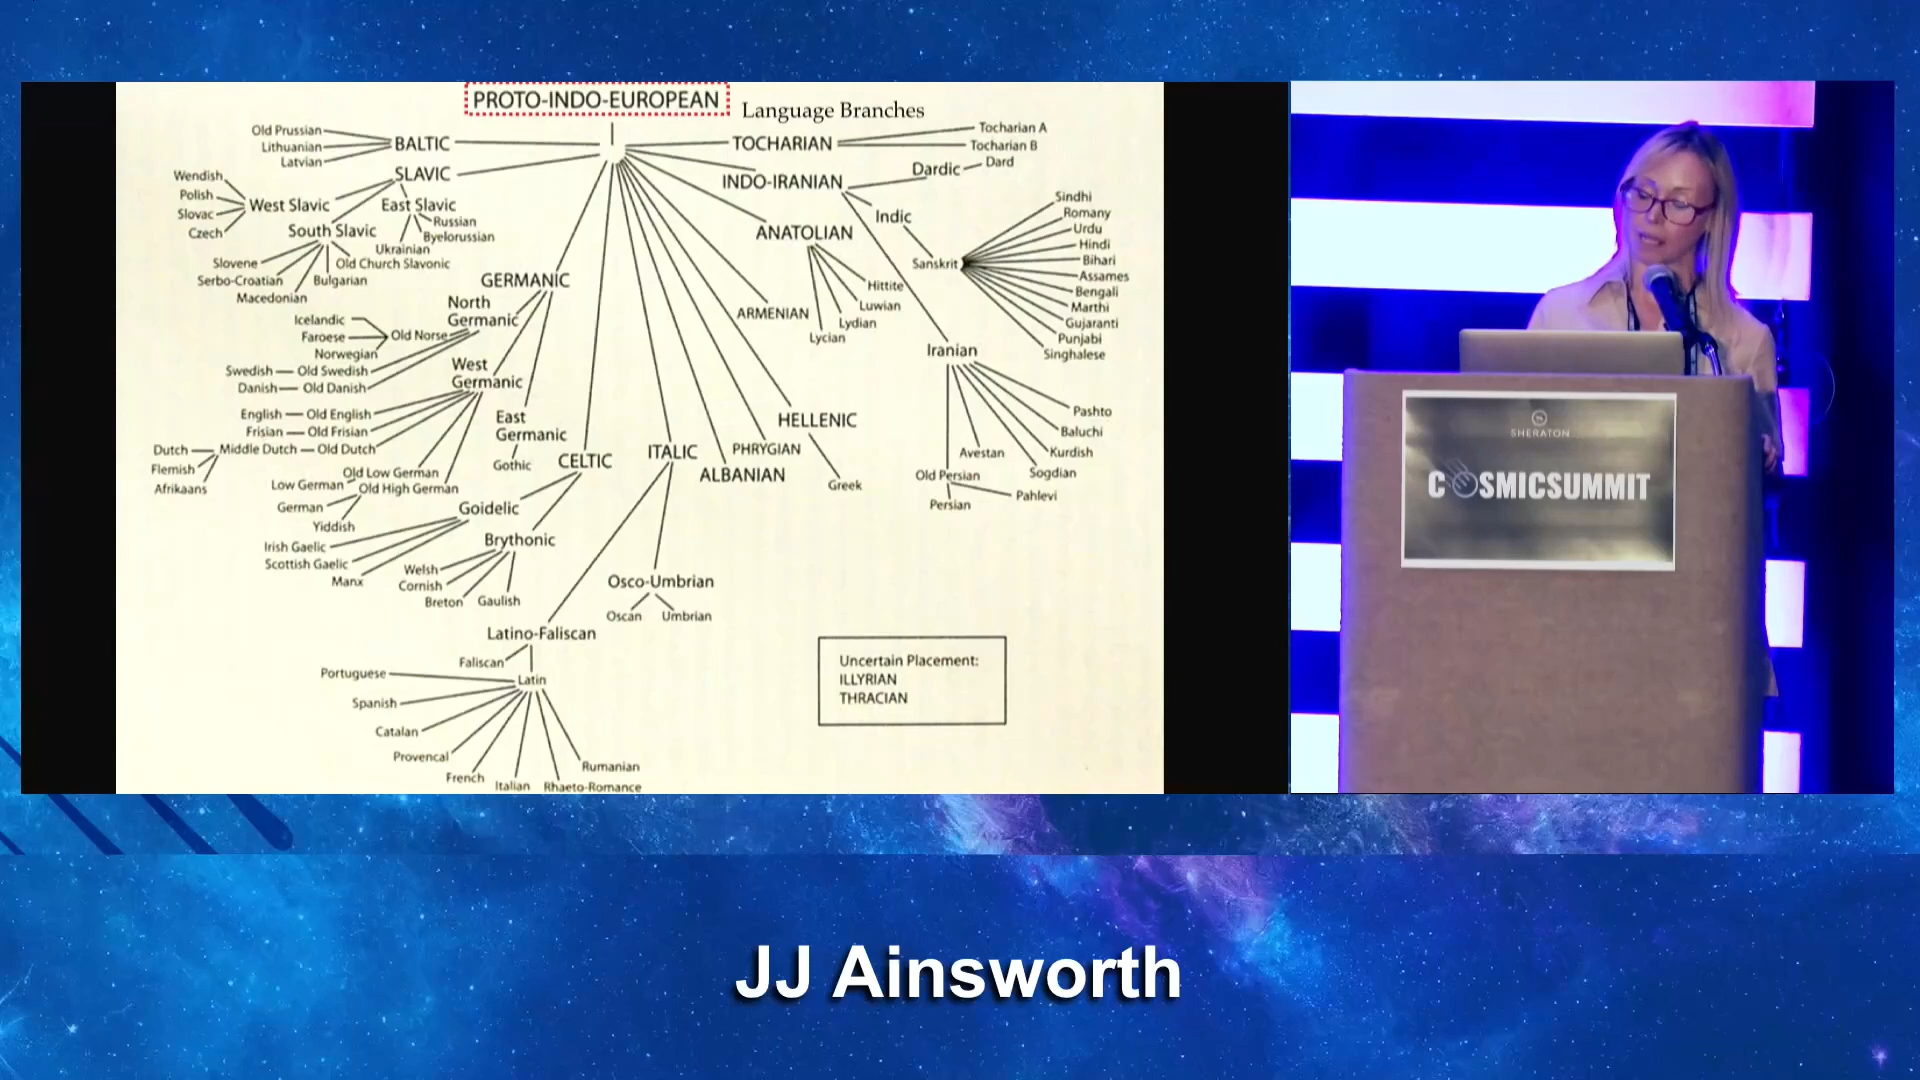 PROTO-INDO-EUROPEAN
Language Branches
Old Prussian
Lithuanian
Latvian
BALTIC
TOCHARIAN
Tocharian A
Tocharian B
SLAVIC
INDO-IRANIAN
Dardic
Dard
Wendish
Polish
Slovac
Czech
West Slavic
East Slavic
Russian
Byelorussian
Ukrainian
South Slavic
Old Church Slavonic
Slovene
Serbo-Croatian
Bulgarian
Macedonian
Indic
Sanskrit
Sindhi
Romany
Urdu
Hindi
Bihari
Assames
Bengali
Marthi
Gujaranti
Punjabi
Singhalese
ANATOLIAN
Hittite
Luwian
Lydian
Lycian
ARMENIAN
GERMANIC
North
Germanic
Icelandic
Faroese
Norwegian
Old Norse
Swedish
Old Swedish
Danish
Old Danish
West
Germanic
English
Old English
Frisian
Old Frisian
Dutch
Middle Dutch
Old Dutch
Flemish
Afrikaans
Old Low German
Low German
Old High German
German
Yiddish
East
Germanic
Gothic
CELTIC
Goidelic
Irish Gaelic
Scottish Gaelic
Manx
Brythonic
Welsh
Cornish
Breton
Gaulish
ITALIC
Osco-Umbrian
Oscan
Umbrian
Latino-Faliscan
Faliscan
Latin
Portuguese
Spanish
Catalan
Provencal
French
Italian
Rhaeto-Romance
Rumanian
ALBANIAN
PHRYGIAN
HELLENIC
Greek
Iranian
Pashto
Baluchi
Kurdish
Sogdian
Avestan
Old Persian
Pahlevi
Persian
Uncertain Placement:
ILLYRIAN
THRACIAN
SHERATON
COSMICSUMMIT
JJ Ainsworth